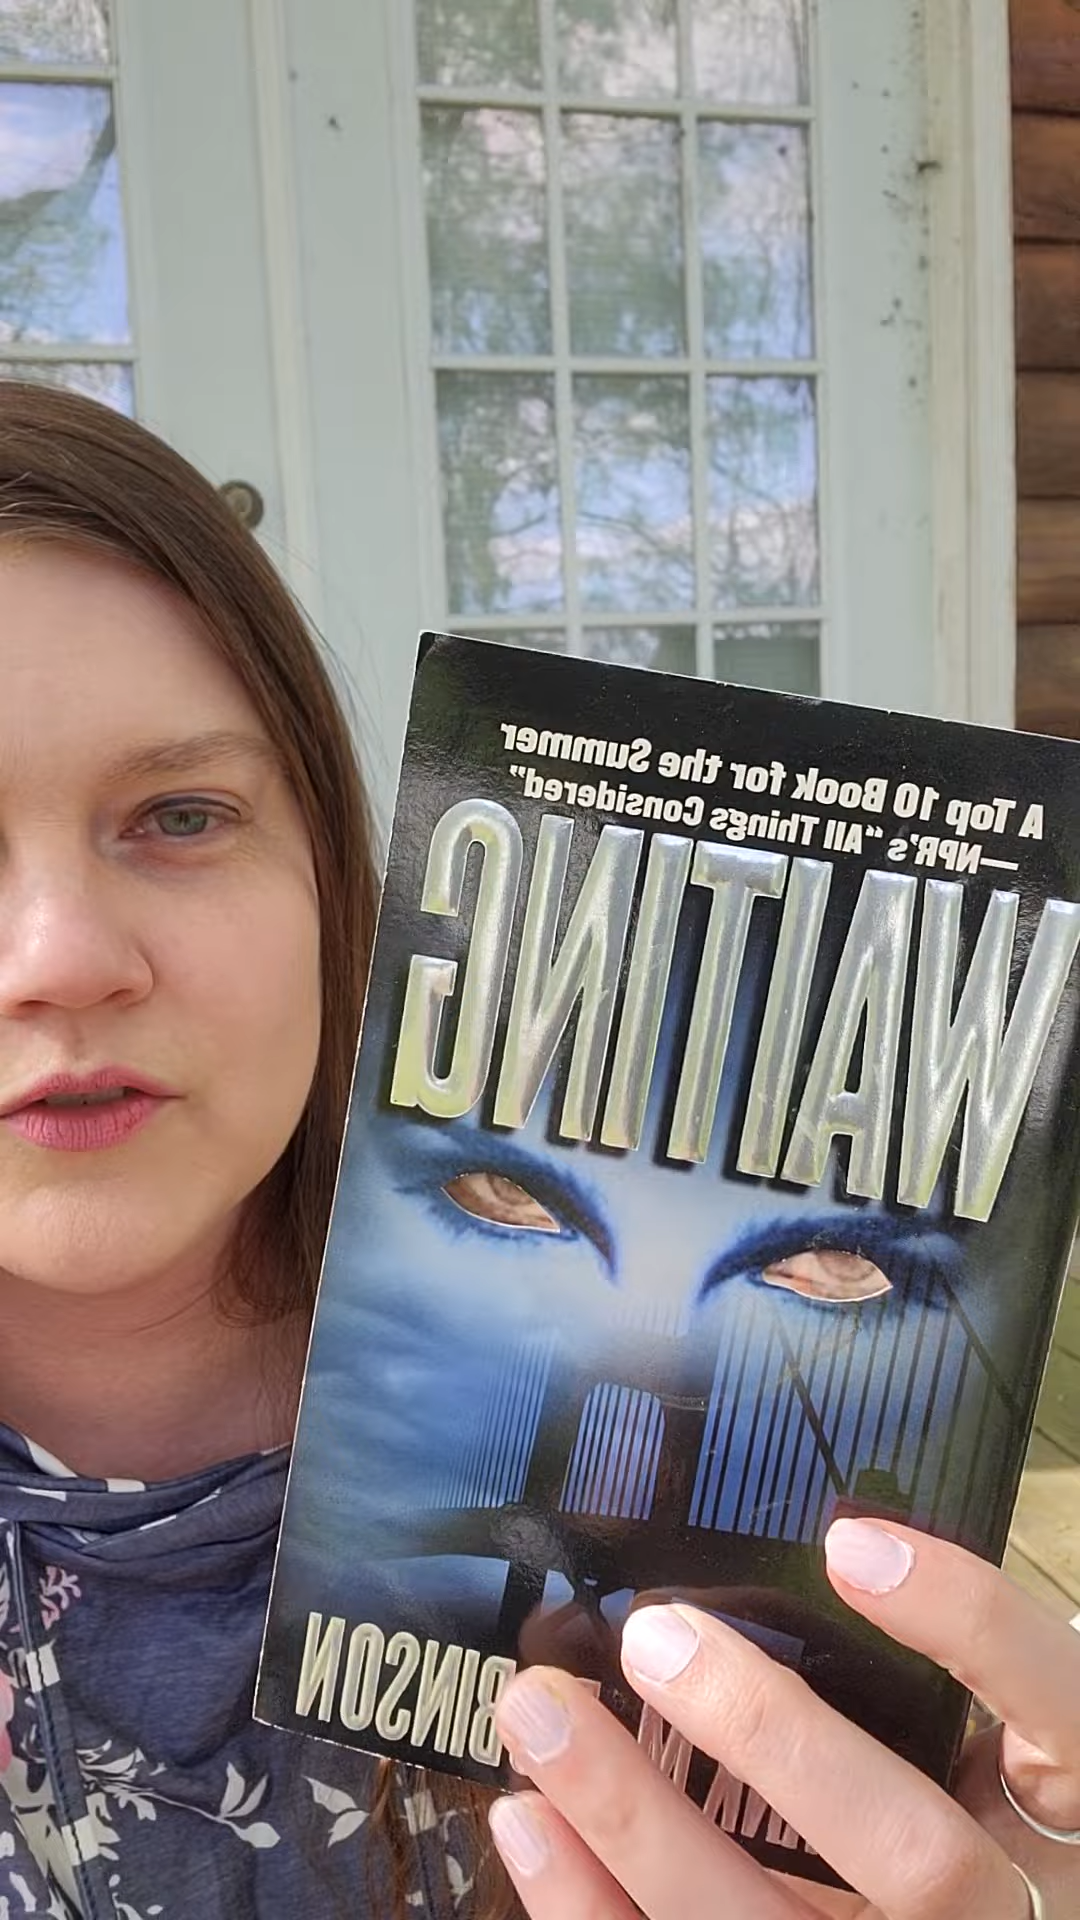 A Top 10 Book for the Summer
—NPR's "All Things Considered"
WAITING
BINSON